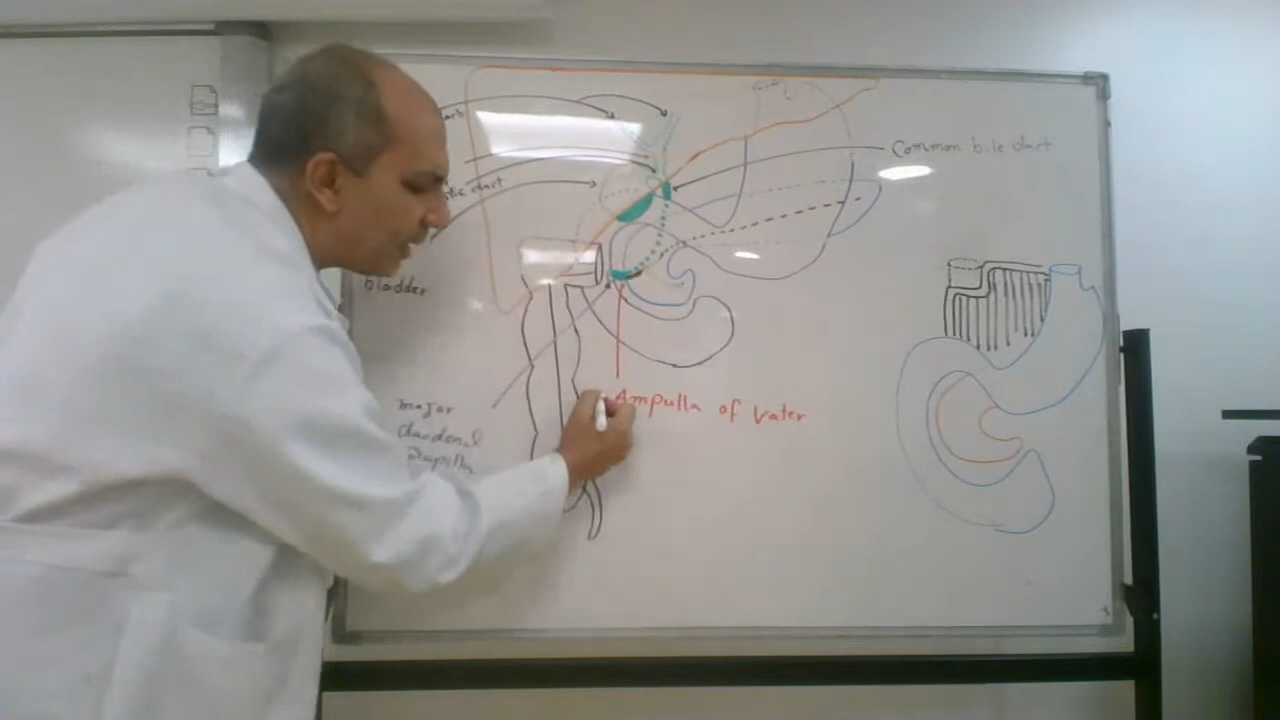 Common bile duct
bladder
Ampulla of Vater
major
duodenal
papilla